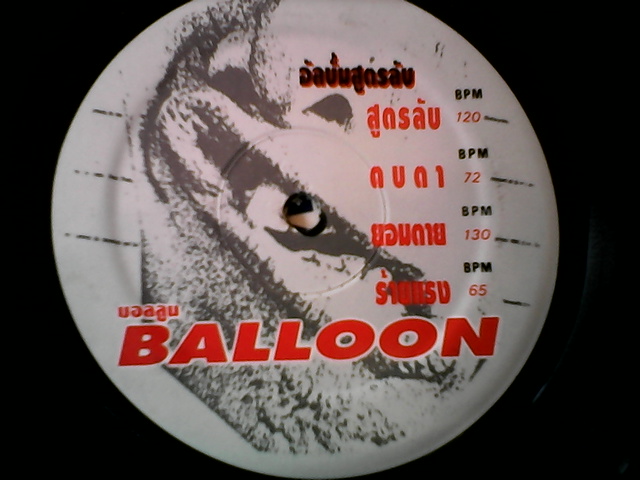 อัลบั้มสูตรลับ
BPM
สูตรลับ 120
BPM
ดบดา 72
BPM
ยอมตาย 130
BPM
ร้ายแรง 65
บอลลูน
BALLOON